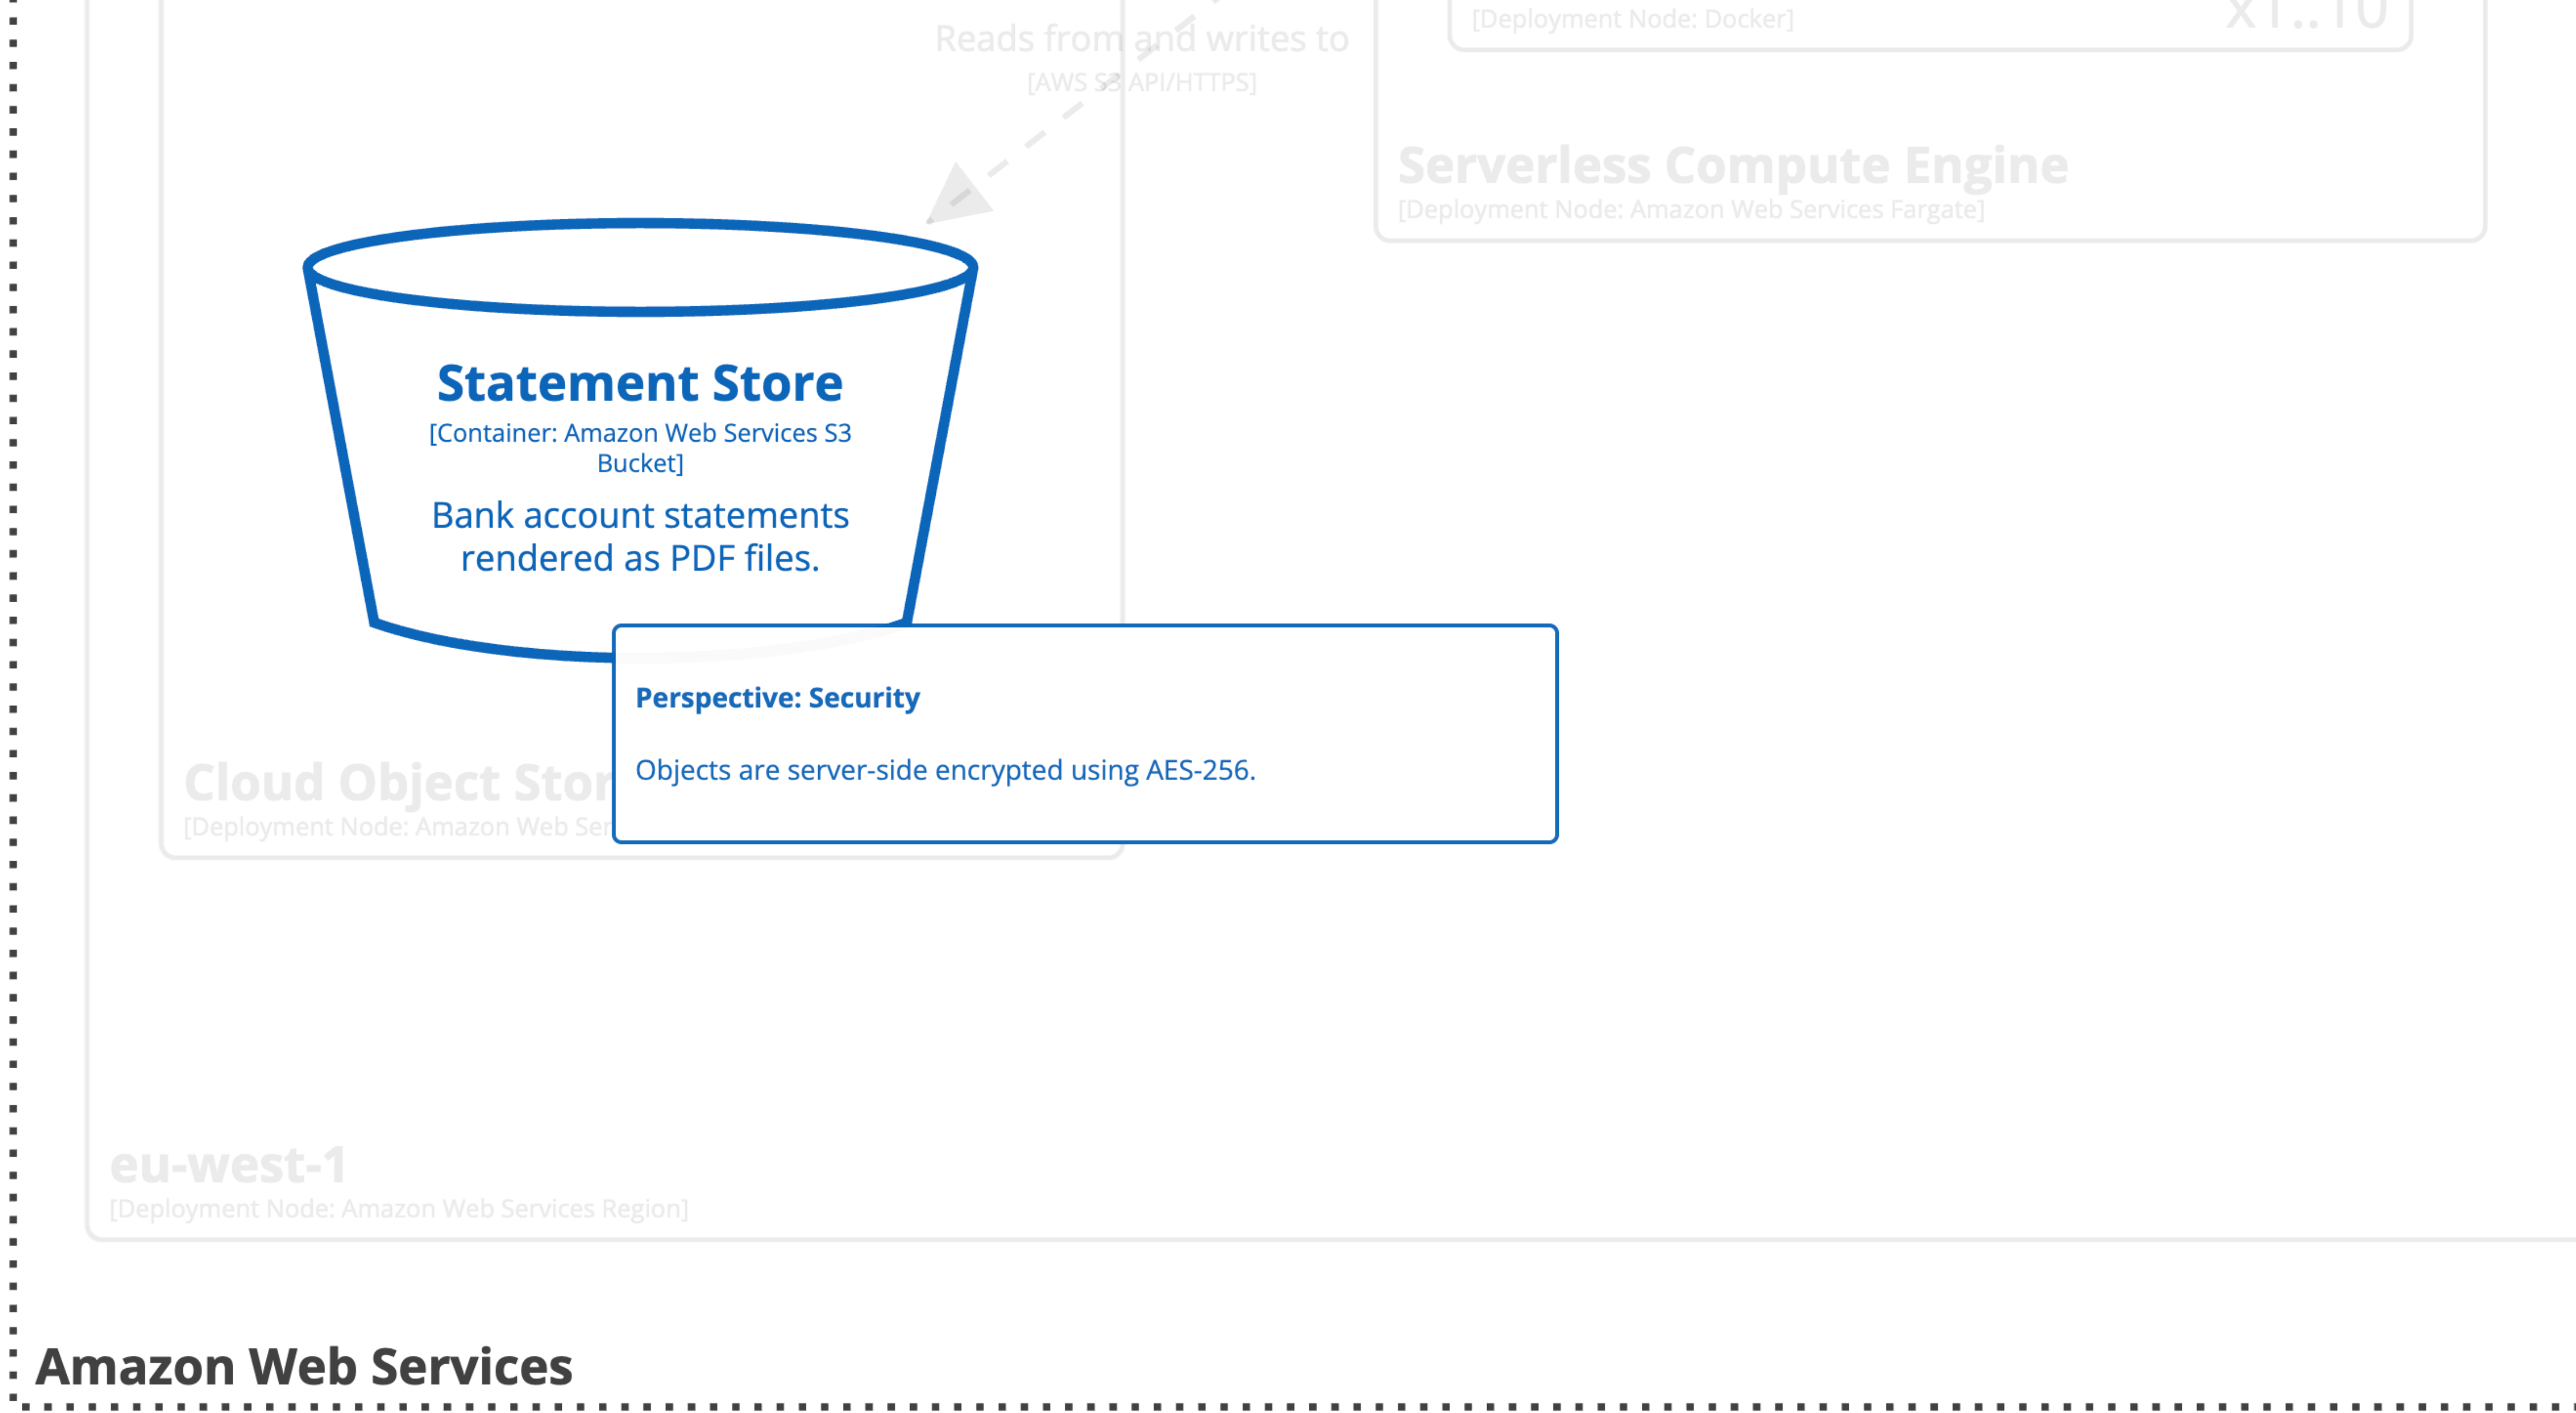 [Deployment Node: Docker]
x1..10
Reads from and writes to
[AWS S3 API/HTTPS]
Serverless Compute Engine
[Deployment Node: Amazon Web Services Fargate]
Statement Store
[Container: Amazon Web Services S3
Bucket]
Bank account statements
rendered as PDF files.
Perspective: Security
Objects are server-side encrypted using AES-256.
Cloud Object
[Deployment Node: Amazon Web
eu-west-1
[Deployment Node: Amazon Web Services Region]
Amazon Web Services